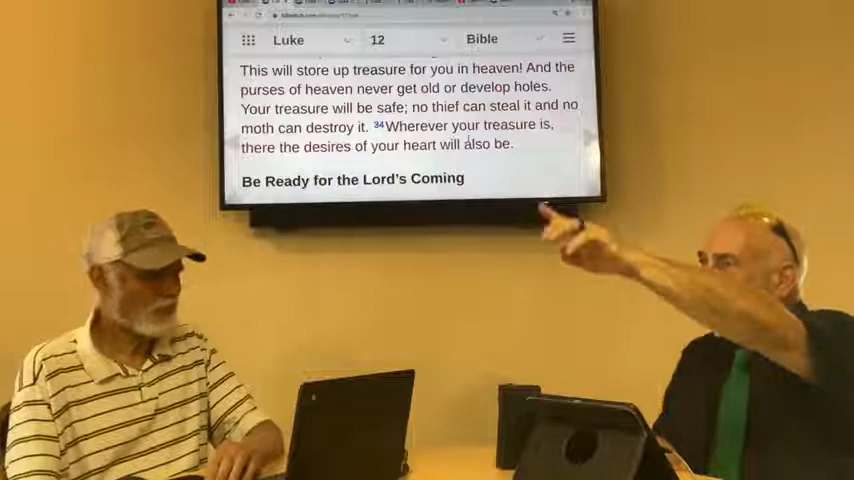 Luke 12 Bible
This will store up treasure for you in heaven! And the
purses of heaven never get old or develop holes.
Your treasure will be safe; no thief can steal it and no
moth can destroy it. 34 Wherever your treasure is,
there the desires of your heart will also be.
Be Ready for the Lord's Coming